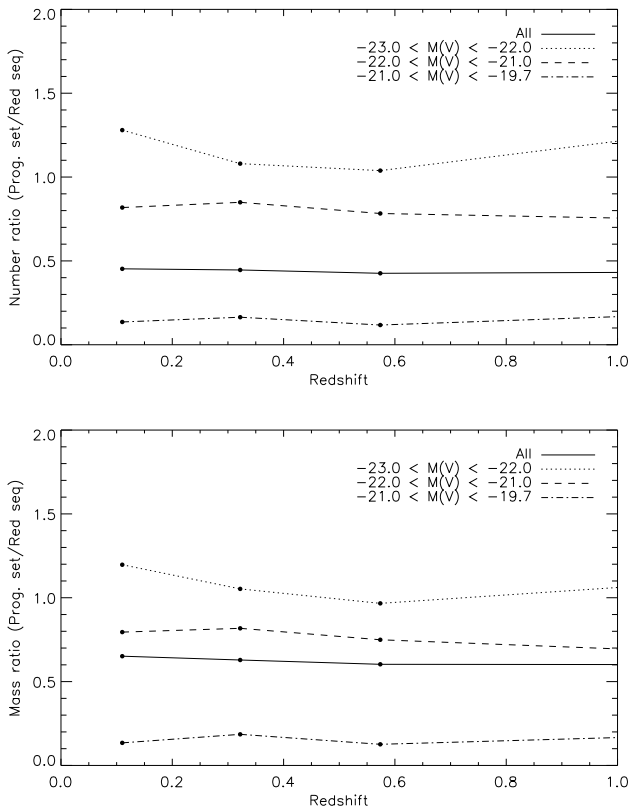 2.0
All
−23.0 < M(V) < −22.0
−22.0 < M(V) < −21.0
−21.0 < M(V) < −19.7
1.5
1.0
0.5
0.0
Number ratio (Prog. set/Red seq)
0.0 0.2 0.4 0.6 0.8 1.0
Redshift
2.0
All
−23.0 < M(V) < −22.0
−22.0 < M(V) < −21.0
−21.0 < M(V) < −19.7
1.5
1.0
0.5
0.0
Mass ratio (Prog. set/Red seq)
0.0 0.2 0.4 0.6 0.8 1.0
Redshift